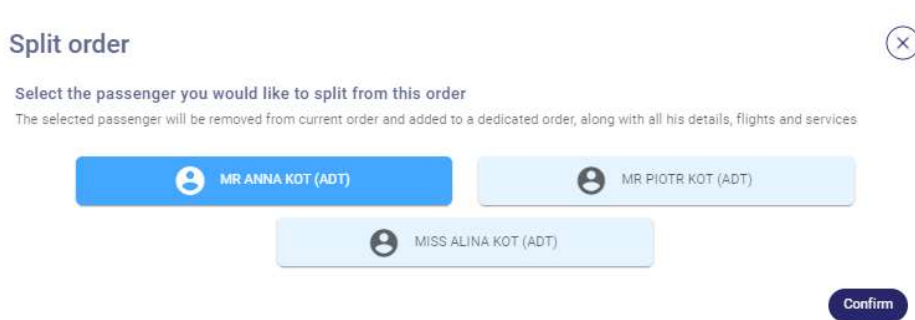 Split order
Select the passenger you would like to split from this order
The selected passenger will be removed from current order and added to a dedicated order, along with all his details, flights and services
MR ANNA KOT (ADT)
MR PIOTR KOT (ADT)
MISS ALINA KOT (ADT)
Confirm